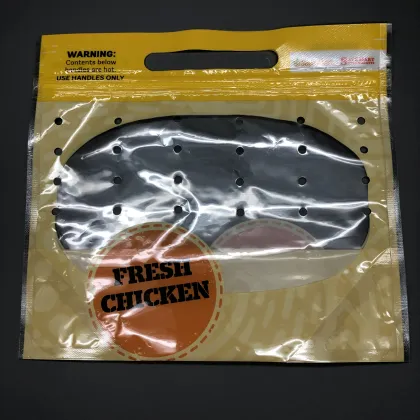 WARNING:
Contents below
handles are hot.
USE HANDLES ONLY
FRESH
CHICKEN